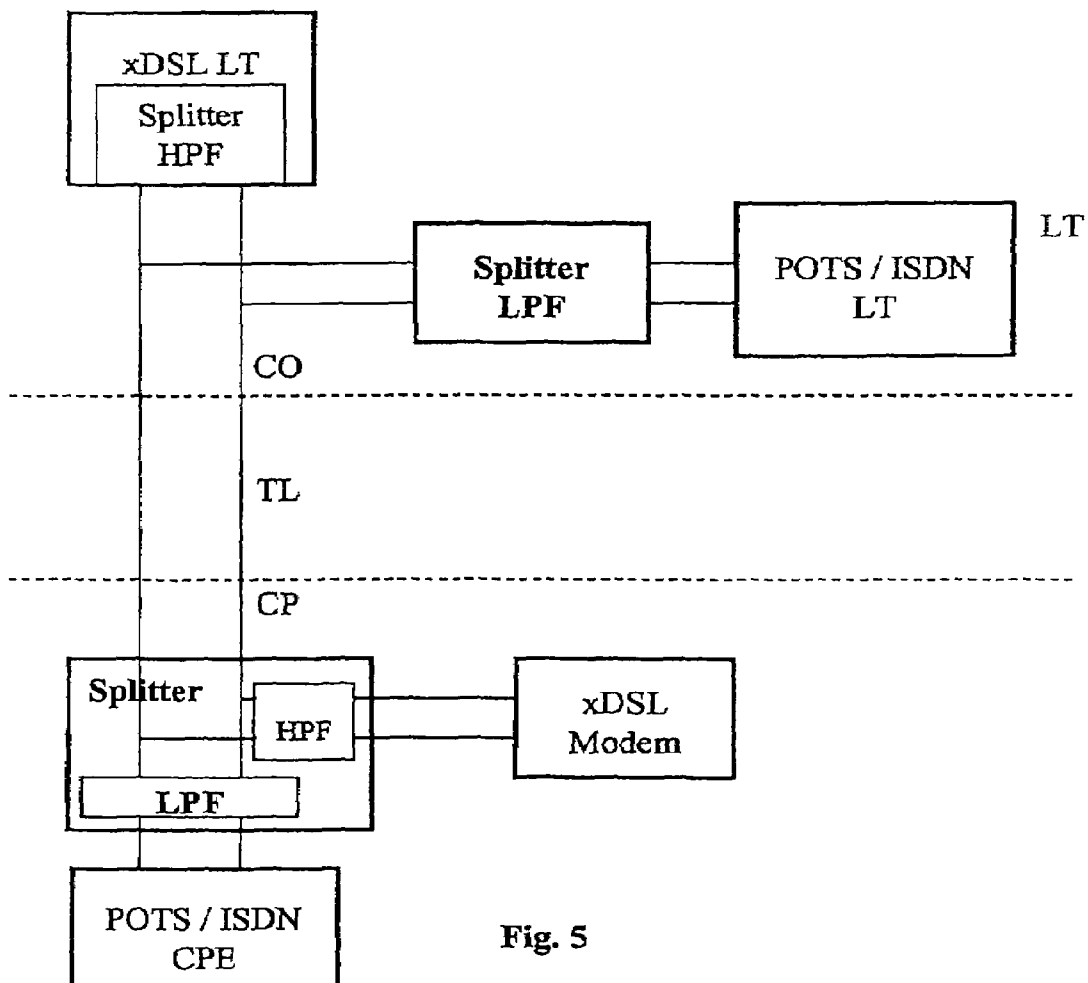 xDSL LT
Splitter
HPF
LT
Splitter
LPF
POTS / ISDN
LT
CO
TL
CP
Splitter
HPF
xDSL
Modem
LPF
POTS / ISDN
CPE
Fig. 5